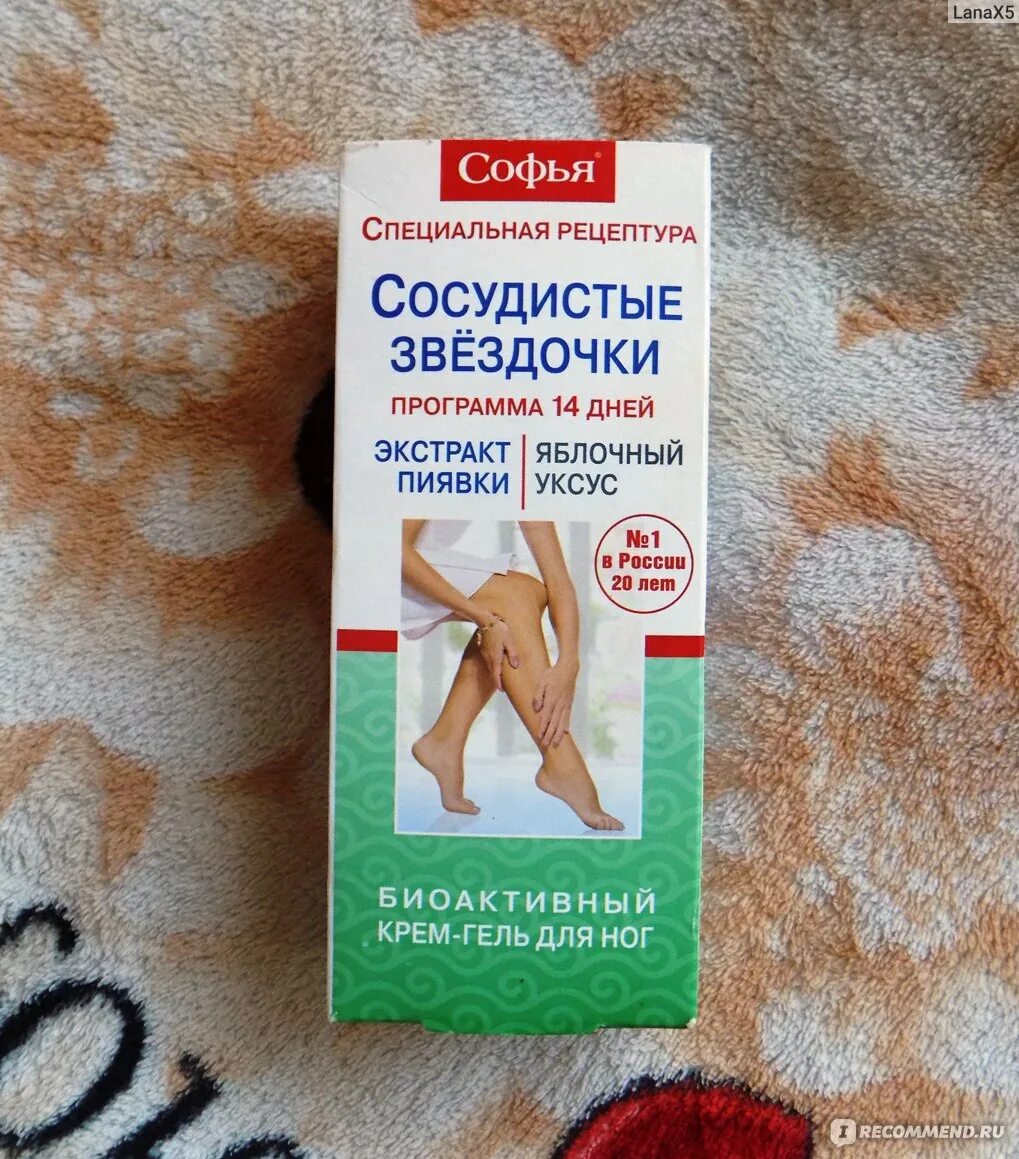 LanaX5
Софья®
Специальная рецептура
Сосудистые
звёздочки
программа 14 дней
экстракт
пиявки
яблочный
уксус
№1
в России
20 лет
биоактивный
крем-гель для ног
IRECOMMEND.RU